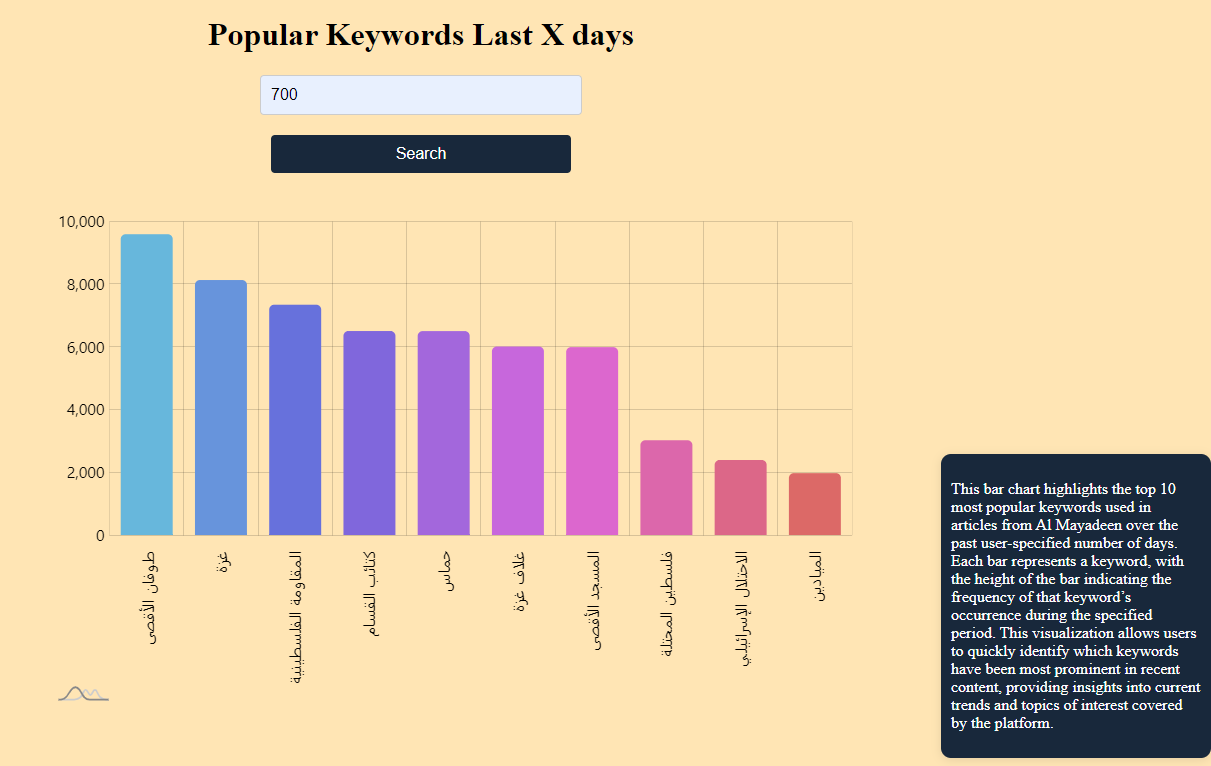 Popular Keywords Last X days
700
Search
10,000
8,000
6,000
4,000
2,000
0
طوفان الأقصى
غزة
المقاومة الفلسطينية
كتائب القسام
حماس
غلاف غزة
المسجد الأقصى
فلسطين المحتلة
الاحتلال الإسرائيلي
الميادين
This bar chart highlights the top 10
most popular keywords used in
articles from Al Mayadeen over the
past user-specified number of days.
Each bar represents a keyword, with
the height of the bar indicating the
frequency of that keyword’s
occurrence during the specified
period. This visualization allows users
to quickly identify which keywords
have been most prominent in recent
content, providing insights into current
trends and topics of interest covered
by the platform.